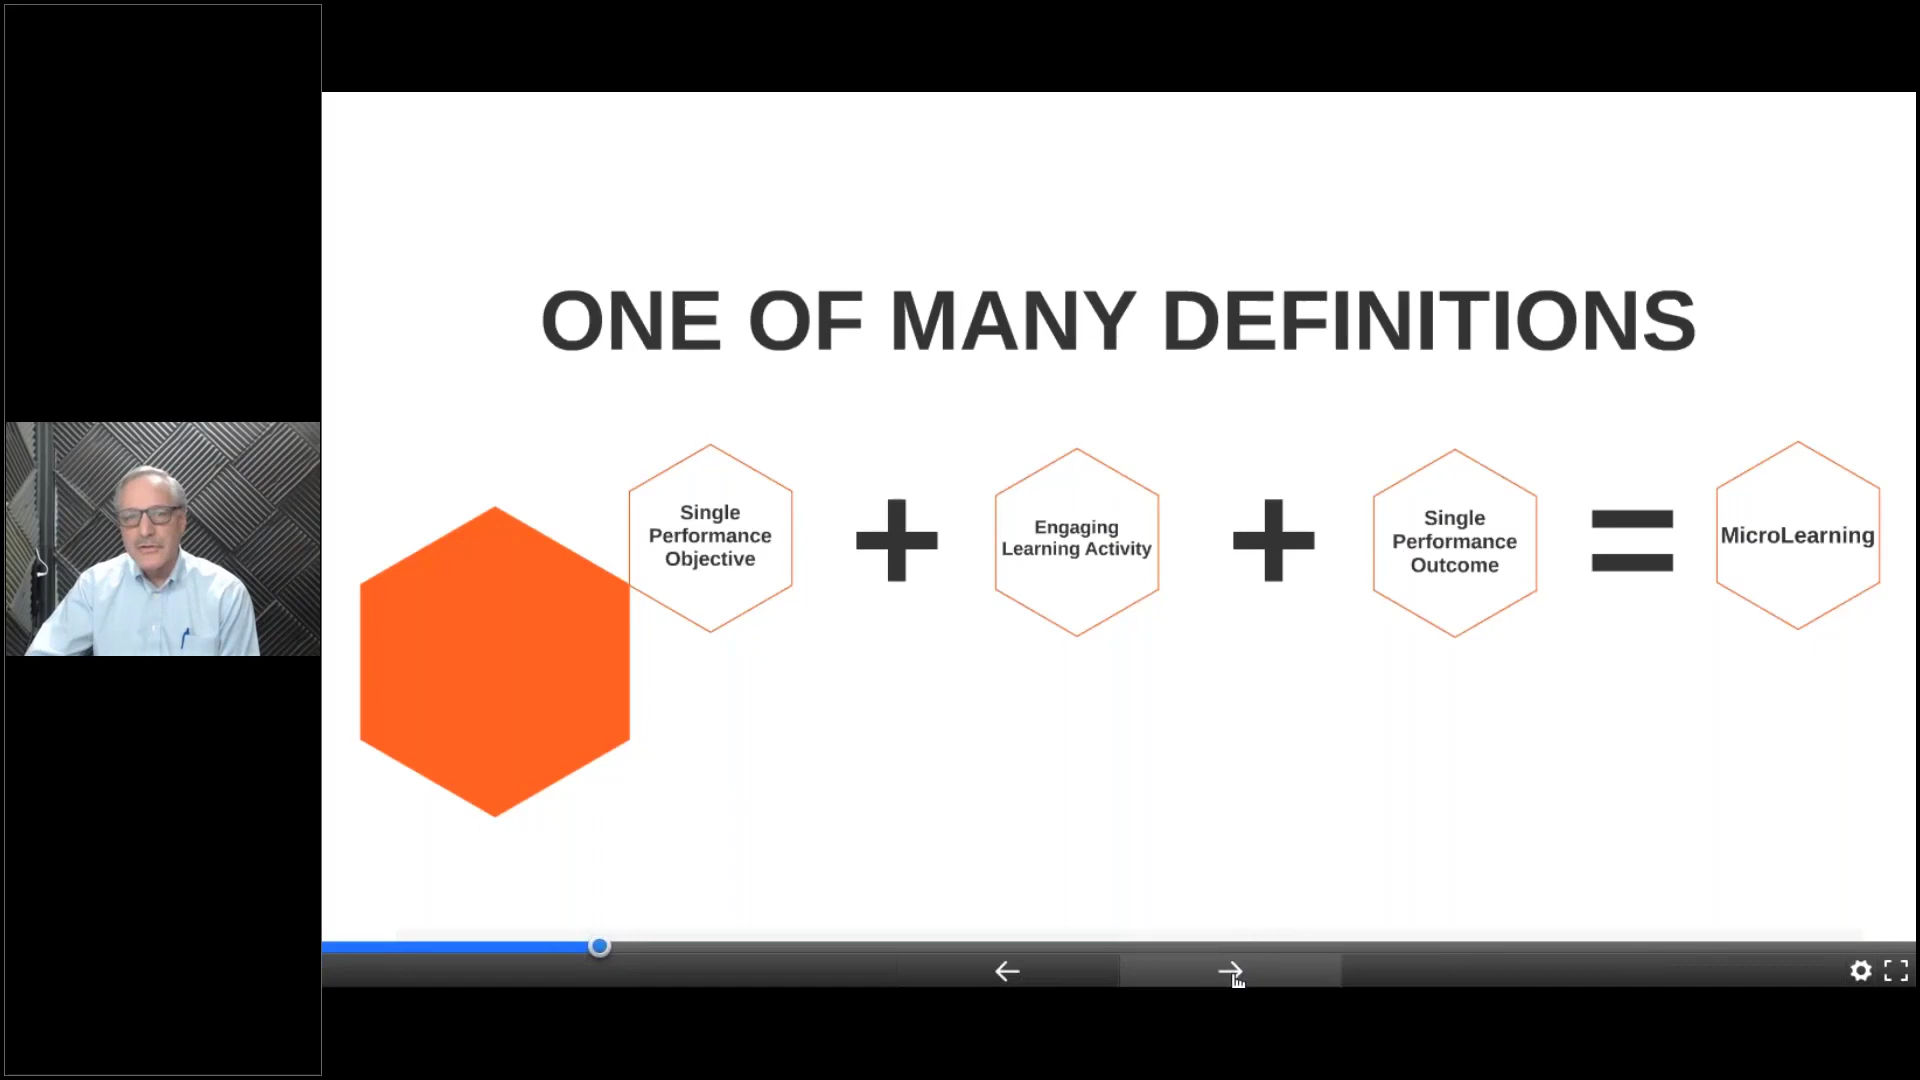 ONE OF MANY DEFINITIONS
Single
Performance
Objective
Engaging
Learning Activity
Single
Performance
Outcome
MicroLearning